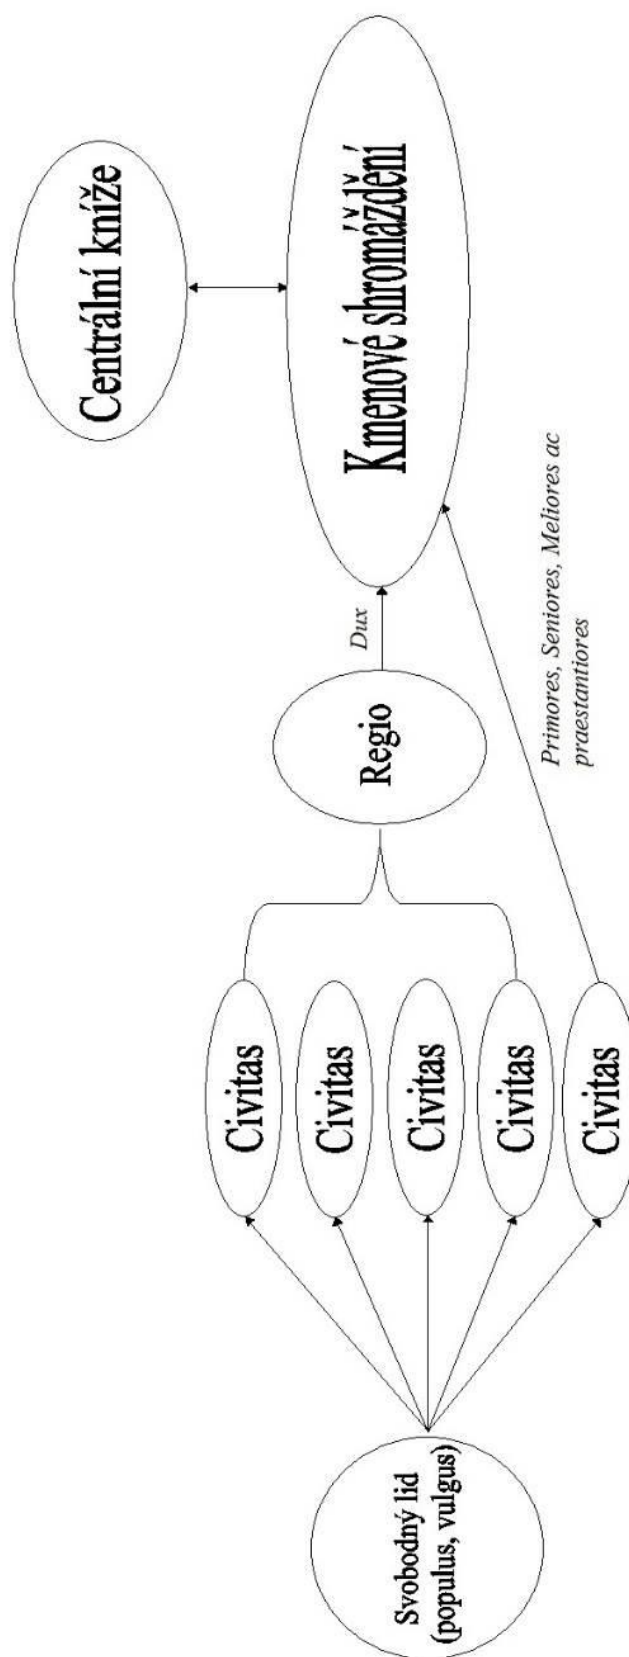 Centrální kníže
Kmenové shromáždění
Dux
Primores, Seniores, Meliores ac
praestantiores
Regio
Civitas
Civitas
Civitas
Civitas
Civitas
Svobodný lid
(populus, vulgus)